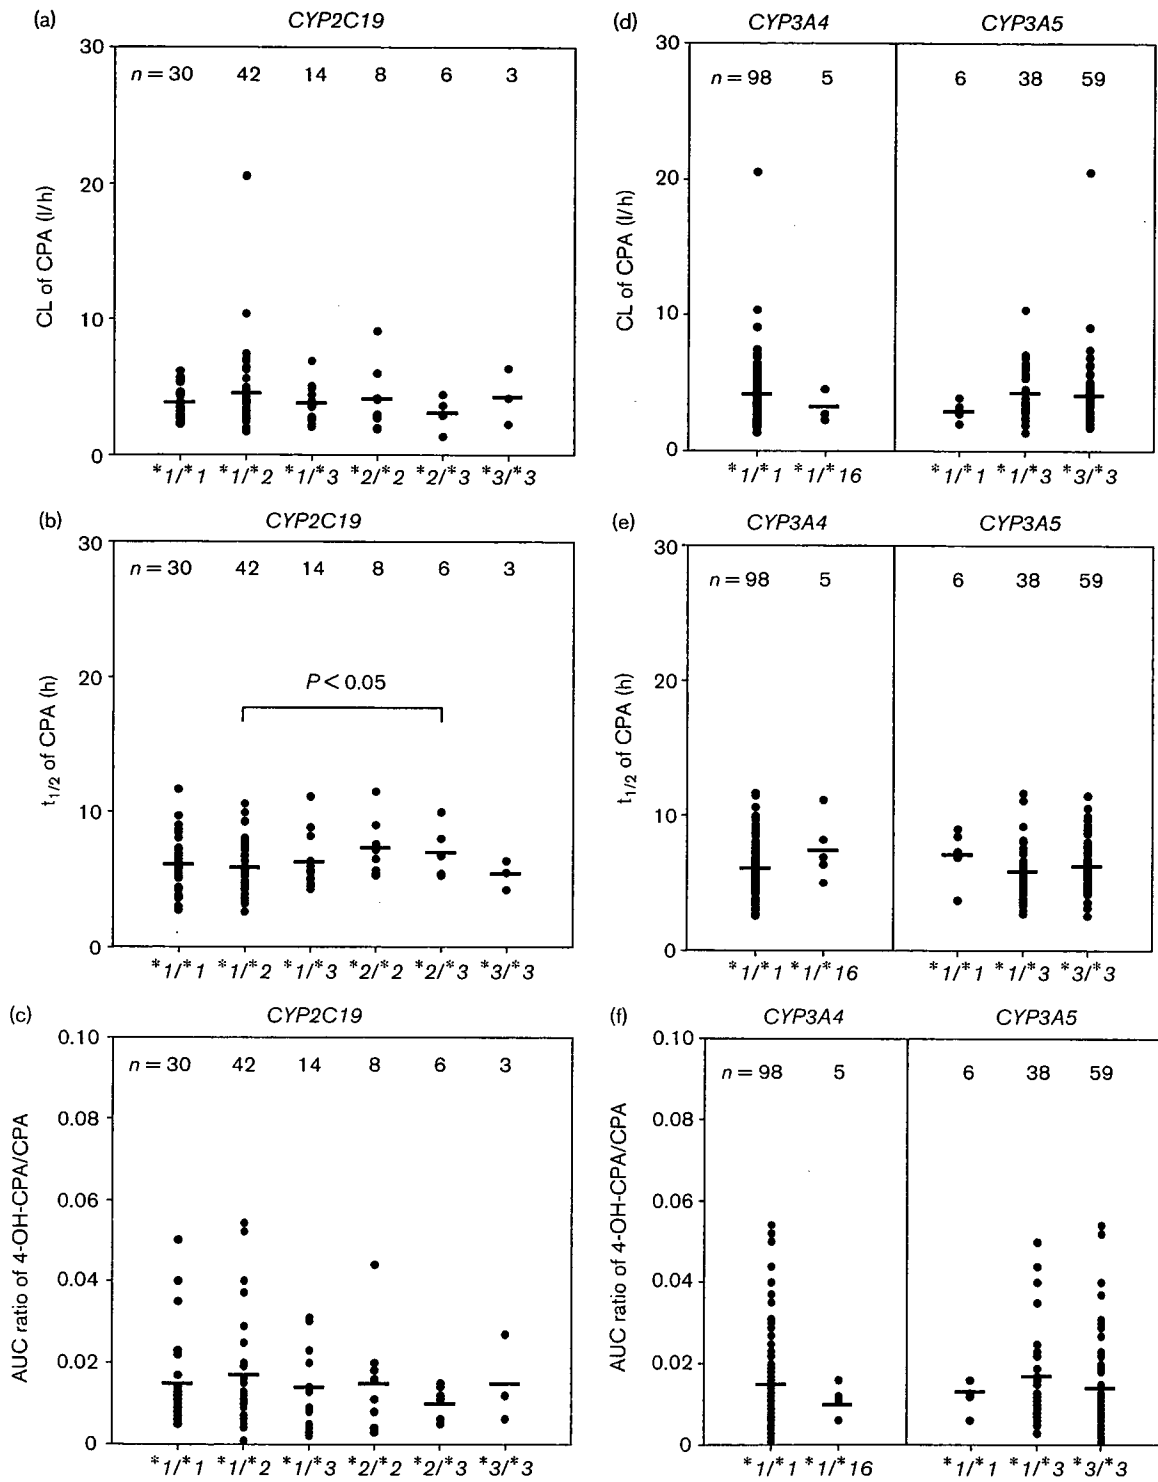 (a) CYP2C19
30
n = 30 42 14 8 6 3
20
CL of CPA (l/h)
10
0
*1/*1 *1/*2 *1/*3 *2/*2 *2/*3 *3/*3
(d) CYP3A4 CYP3A5
30
n = 98 5 6 38 59
20
CL of CPA (l/h)
10
0
*1/*1 *1/*16 *1/*1 *1/*3 *3/*3
(b) CYP2C19
30
n = 30 42 14 8 6 3
20
P < 0.05
t1/2 of CPA (h)
10
0
*1/*1 *1/*2 *1/*3 *2/*2 *2/*3 *3/*3
(e) CYP3A4 CYP3A5
30
n = 98 5 6 38 59
20
t1/2 of CPA (h)
10
0
*1/*1 *1/*16 *1/*1 *1/*3 *3/*3
(c) CYP2C19
0.10
n = 30 42 14 8 6 3
0.08
0.06
AUC ratio of 4-OH-CPA/CPA
0.04
0.02
0
*1/*1 *1/*2 *1/*3 *2/*2 *2/*3 *3/*3
(f) CYP3A4 CYP3A5
0.10
n = 98 5 6 38 59
0.08
0.06
AUC ratio of 4-OH-CPA/CPA
0.04
0.02
0
*1/*1 *1/*16 *1/*1 *1/*3 *3/*3